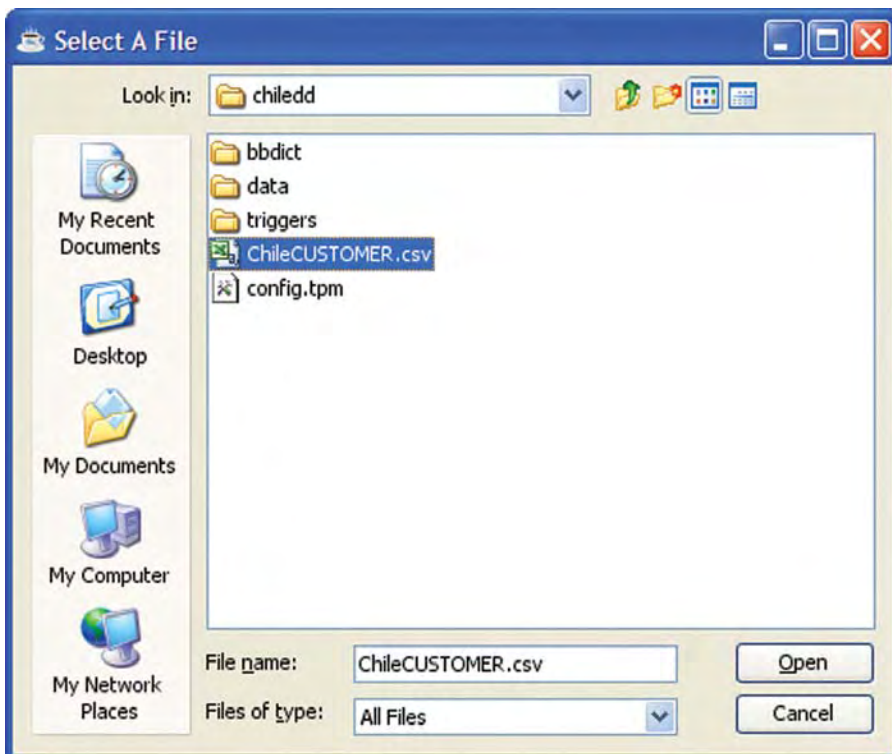 Select A File
Look in: chiledd
bbdict
data
triggers
ChileCUSTOMER.csv
config.tpm
My Recent
Documents
Desktop
My Documents
My Computer
My Network
Places
File name: ChileCUSTOMER.csv Open
Files of type: All Files Cancel